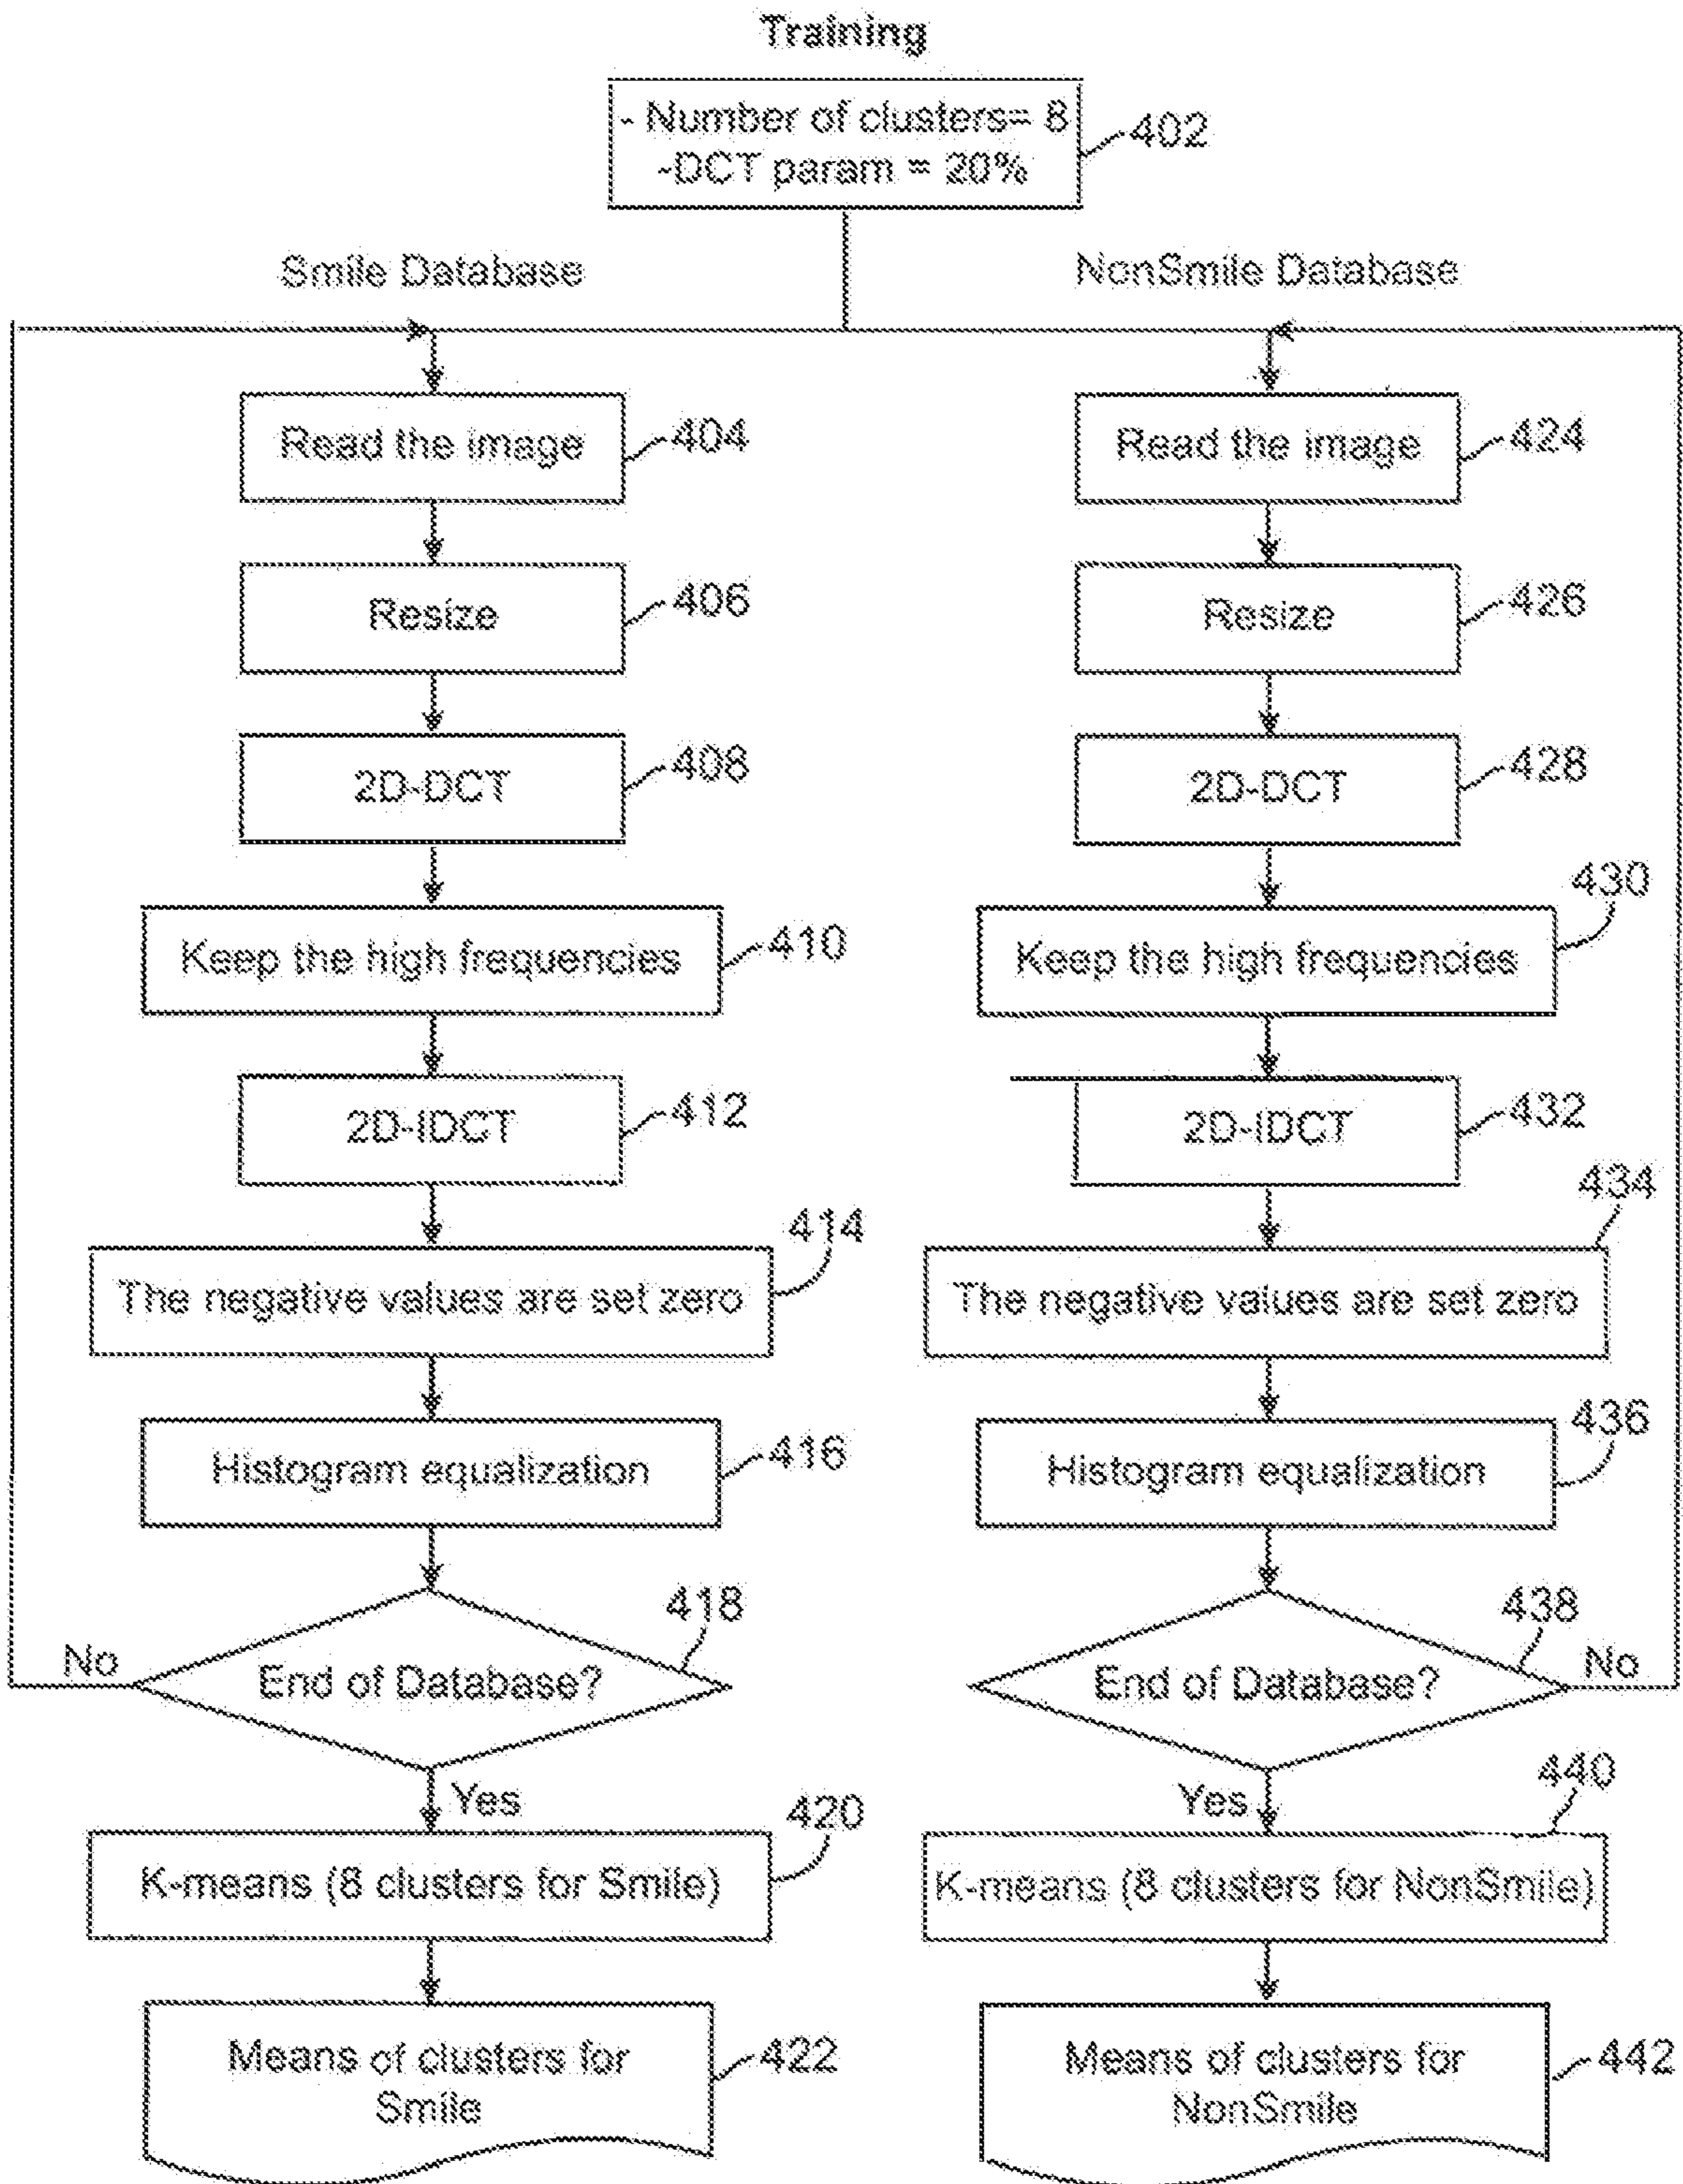 Training
- Number of clusters= 8
-DCT param = 20%
402
Smile Database
NonSmile Database
Read the image
404
Read the image
424
Resize
406
Resize
426
2D-DCT
408
2D-DCT
428
Keep the high frequencies
410
Keep the high frequencies
430
2D-IDCT
412
2D-IDCT
432
The negative values are set zero
414
The negative values are set zero
434
Histogram equalization
416
Histogram equalization
436
End of Database?
418
No
Yes
End of Database?
438
No
Yes
K-means (8 clusters for Smile)
420
K-means (8 clusters for NonSmile)
440
Means of clusters for
Smile
422
Means of clusters for
NonSmile
442